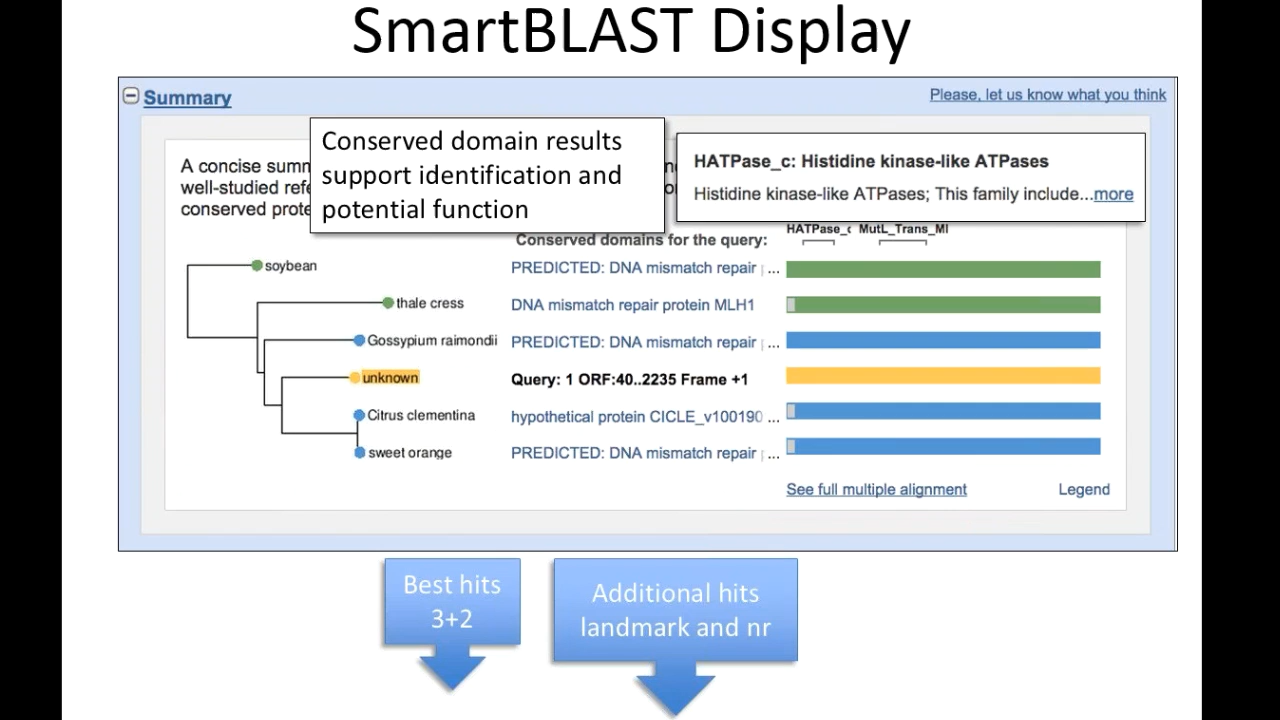 SmartBLAST Display
Summary
Please, let us know what you think
A concise summ
well-studied refe
conserved prote
Conserved domain results
support identification and
potential function
HATPase_c: Histidine kinase-like ATPases
Histidine kinase-like ATPases; This family include...more
Conserved domains for the query:
HATPase_c MutL_Trans_Ml
soybean
PREDICTED: DNA mismatch repair ...
thale cress
DNA mismatch repair protein MLH1
Gossypium raimondii
PREDICTED: DNA mismatch repair ...
unknown
Query: 1 ORF:40..2235 Frame +1
Citrus clementina
hypothetical protein CICLE_v100190 ...
sweet orange
PREDICTED: DNA mismatch repair ...
See full multiple alignment
Legend
Best hits
3+2
Additional hits
landmark and nr